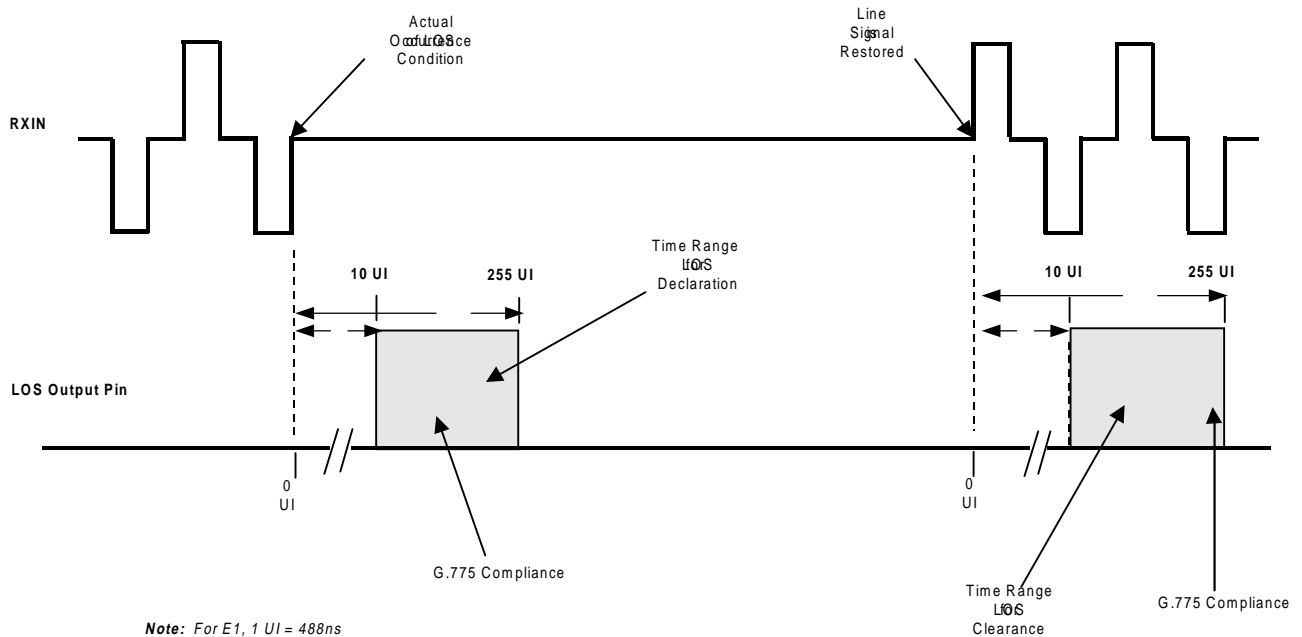 Actual
Occurrence
of LOS
Condition
Line
Signal
is
Restored
RXIN
Time Range
for
LOS
Declaration
10 UI
255 UI
10 UI
255 UI
LOS Output Pin
0
UI
0
UI
G.775 Compliance
Time Range
for
LOS
Clearance
G.775 Compliance
Note: For E1, 1 UI = 488ns